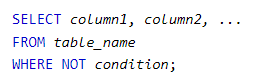 SELECT column1, column2, ...
FROM table_name
WHERE NOT condition;